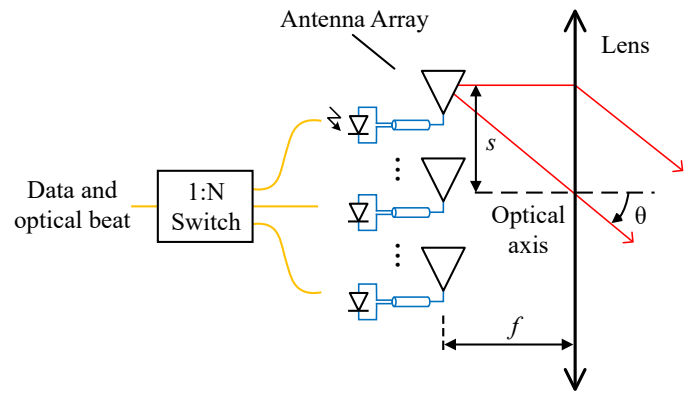 Antenna Array
Lens
s
Data and
optical beat
1:N
Switch
Optical
axis
θ
f